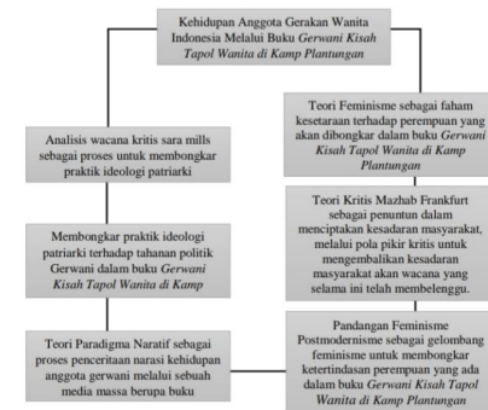 Kehidupan Anggota Gerakan Wanita
Indonesia Melalui Buku Gerwani Kisah
Tapol Wanita di Kamp Plantungan
Teori Feminisme sebagai faham
kesetaraan terhadap perempuan yang
akan dibongkar dalam buku Gerwani
Kisah Tapol Wanita di Kamp
Plantungan
Analisis wacana kritis sara mills
sebagai proses untuk membongkar
praktik ideologi patriarki
Teori Kritis Mazhab Frankfurt
sebagai penuntun dalam
menciptakan kesadaran masyarakat,
melalui pola pikir kritis untuk
mengembalikan kesadaran
masyarakat akan wacana yang
selama ini telah membelenggu.
Membongkar praktik ideologi
patriarki terhadap tahanan politik
Gerwani dalam buku Gerwani
Kisah Tapol Wanita di Kamp
Pandangan Feminisme
Postmodernisme sebagai gelombang
feminisme untuk membongkar
ketertindasan perempuan yang ada
dalam buku Gerwani Kisah Tapol
Wanita di Kamp Plantungan
Teori Paradigma Naratif sebagai
proses penceritaan narasi kehidupan
anggota gerwani melalui sebuah
media massa berupa buku